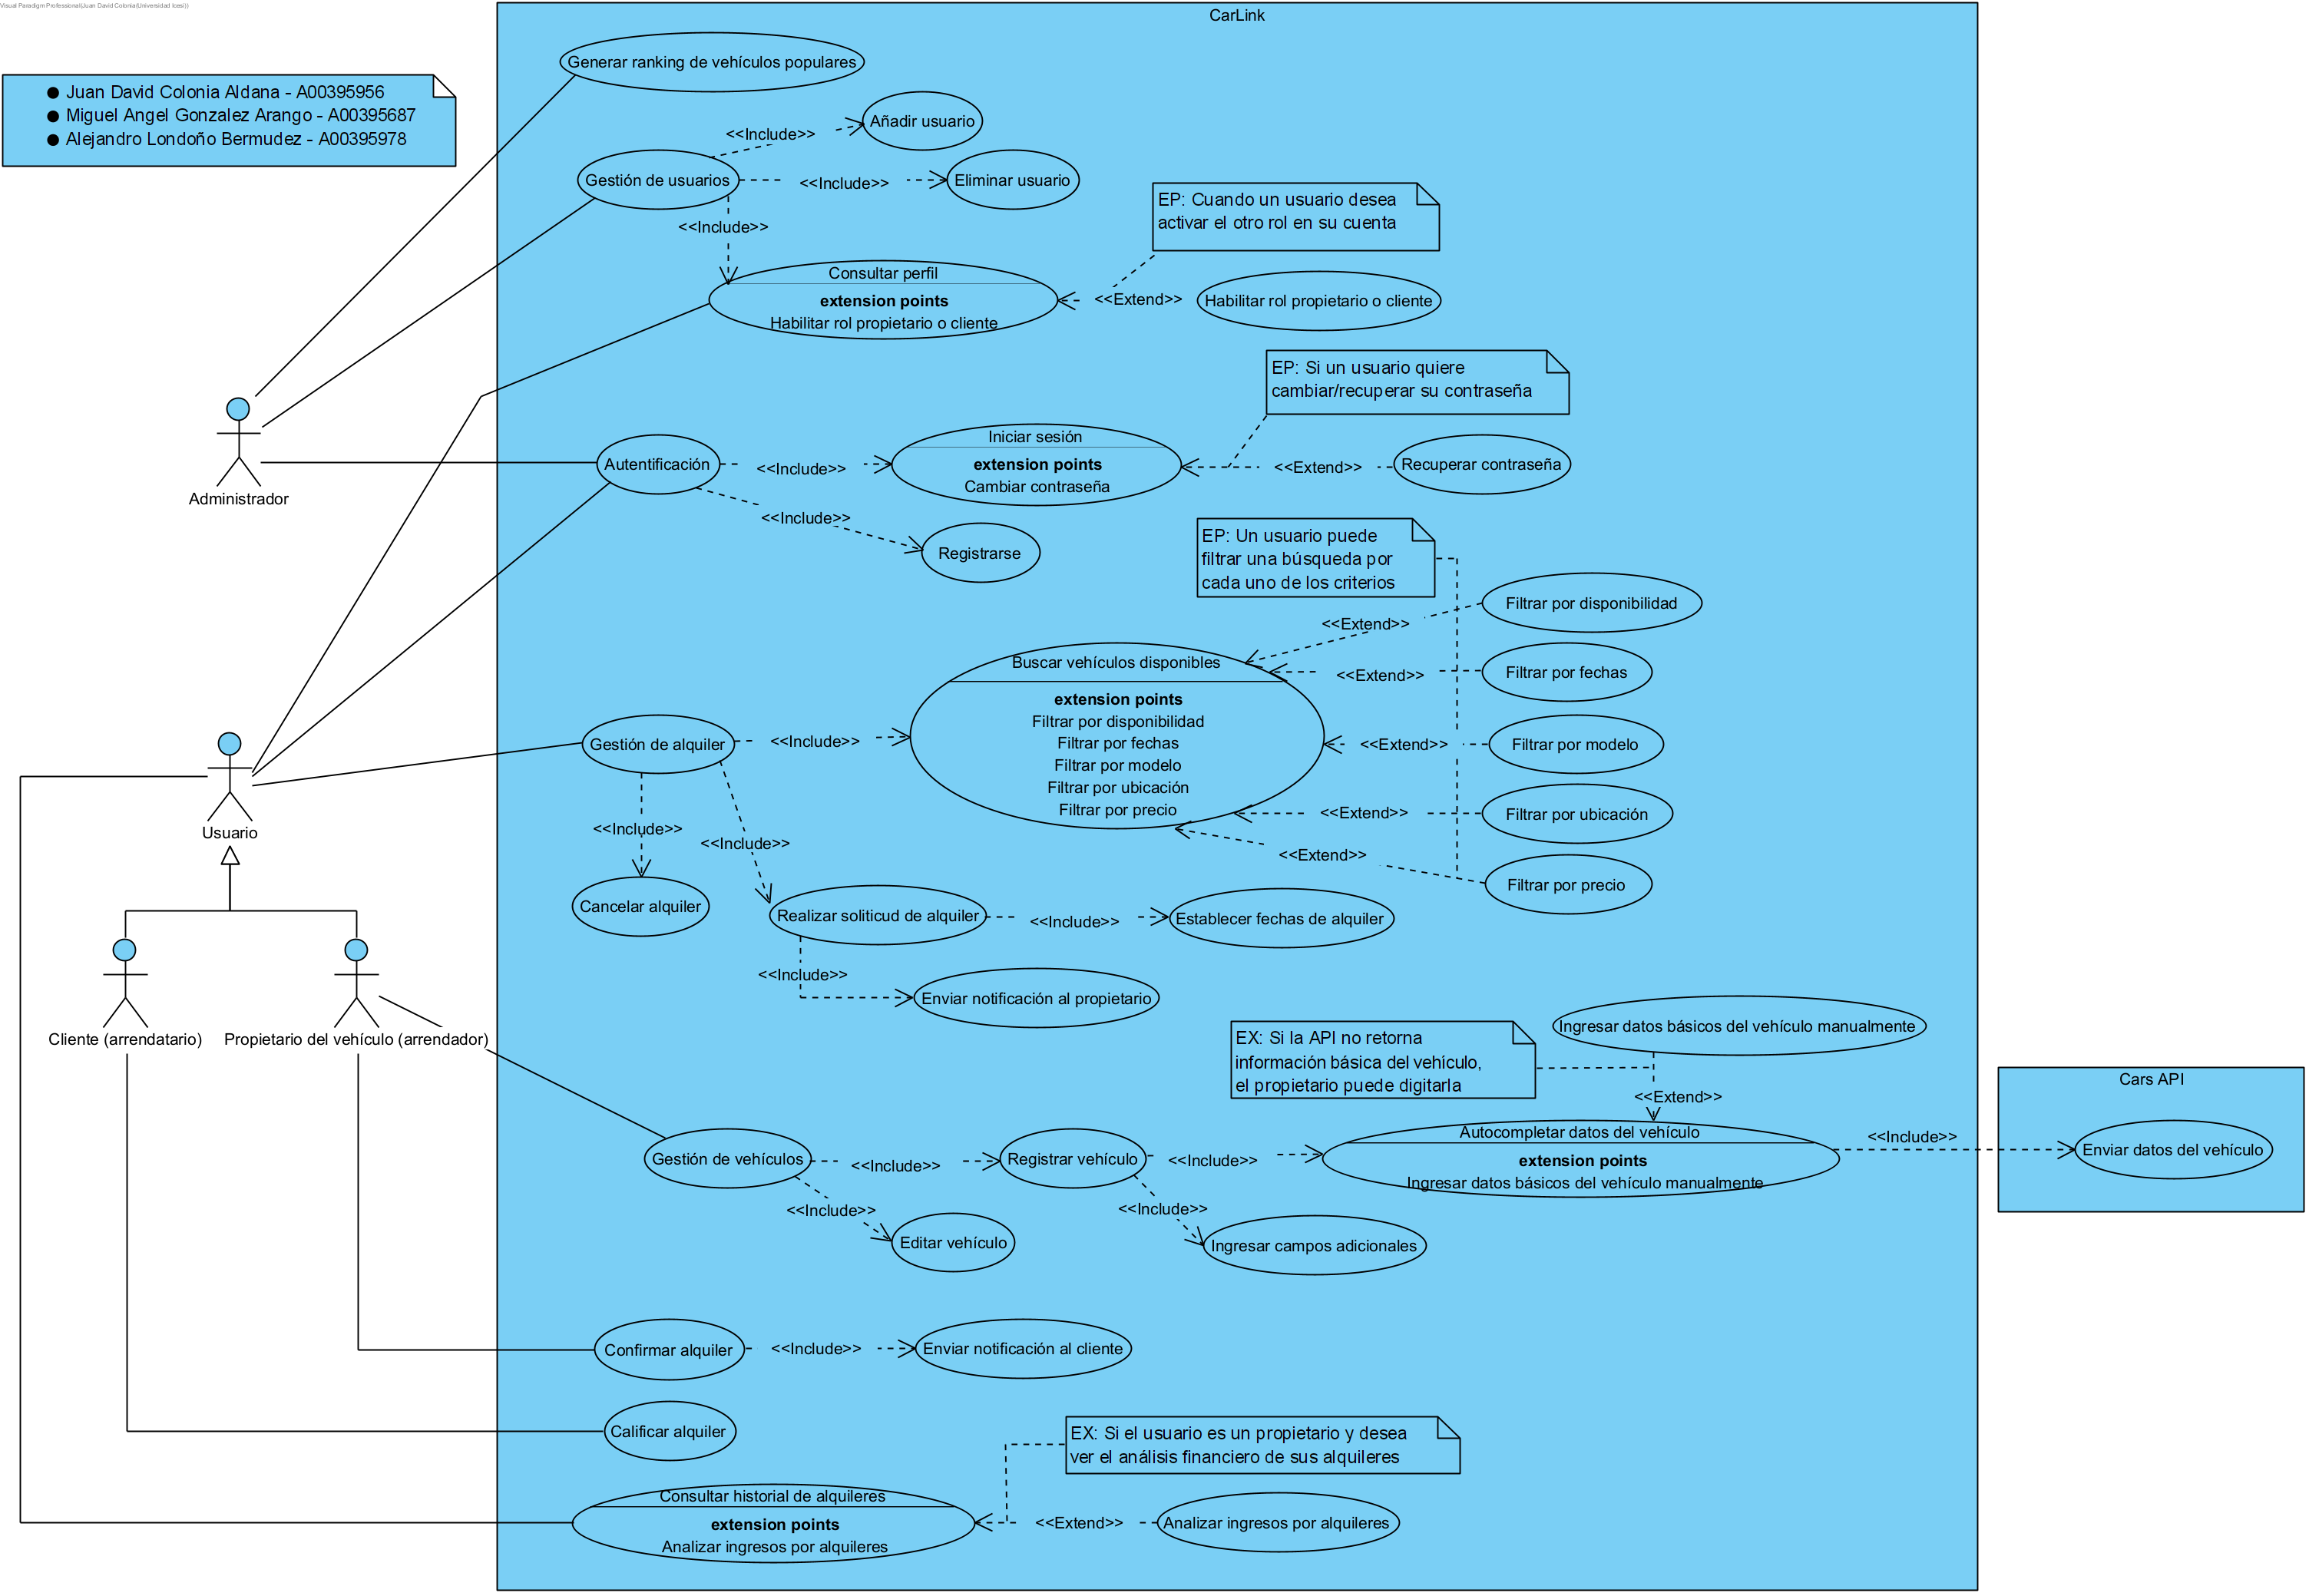 Visual Paradigm Professional(Juan David Colonia(Universidad Icesi))
CarLink
Generar ranking de vehículos populares
● Juan David Colonia Aldana - A00395956
● Miguel Angel Gonzalez Arango - A00395687
● Alejandro Londoño Bermudez - A00395978
<<Include>>
Añadir usuario
Gestión de usuarios
<<Include>>
Eliminar usuario
<<Include>>
EP: Cuando un usuario desea
activar el otro rol en su cuenta
Consultar perfil
extension points
Habilitar rol propietario o cliente
<<Extend>>
Habilitar rol propietario o cliente
EP: Si un usuario quiere
cambiar/recuperar su contraseña
Administrador
Autentificación
<<Include>>
Iniciar sesión
extension points
Cambiar contraseña
<<Extend>>
Recuperar contraseña
<<Include>>
Registrarse
EP: Un usuario puede
filtrar una búsqueda por
cada uno de los criterios
Filtrar por disponibilidad
<<Extend>>
Buscar vehículos disponibles
extension points
Filtrar por disponibilidad
Filtrar por fechas
Filtrar por modelo
Filtrar por ubicación
Filtrar por precio
<<Extend>>
Filtrar por fechas
Usuario
Gestión de alquiler
<<Include>>
<<Extend>>
Filtrar por modelo
<<Extend>>
Filtrar por ubicación
<<Include>>
<<Include>>
<<Extend>>
Filtrar por precio
Cancelar alquiler
Realizar soliticud de alquiler
<<Include>>
Establecer fechas de alquiler
<<Include>>
Enviar notificación al propietario
Cliente (arrendatario)
Propietario del vehículo (arrendador)
EX: Si la API no retorna
información básica del vehículo,
el propietario puede digitarla
Ingresar datos básicos del vehículo manualmente
<<Extend>>
Cars API
Gestión de vehículos
<<Include>>
Registrar vehículo
<<Include>>
Autocompletar datos del vehículo
extension points
Ingresar datos básicos del vehículo manualmente
<<Include>>
Enviar datos del vehículo
<<Include>>
Editar vehículo
<<Include>>
Ingresar campos adicionales
Confirmar alquiler
<<Include>>
Enviar notificación al cliente
Calificar alquiler
EX: Si el usuario es un propietario y desea
ver el análisis financiero de sus alquileres
Consultar historial de alquileres
extension points
Analizar ingresos por alquileres
<<Extend>>
Analizar ingresos por alquileres